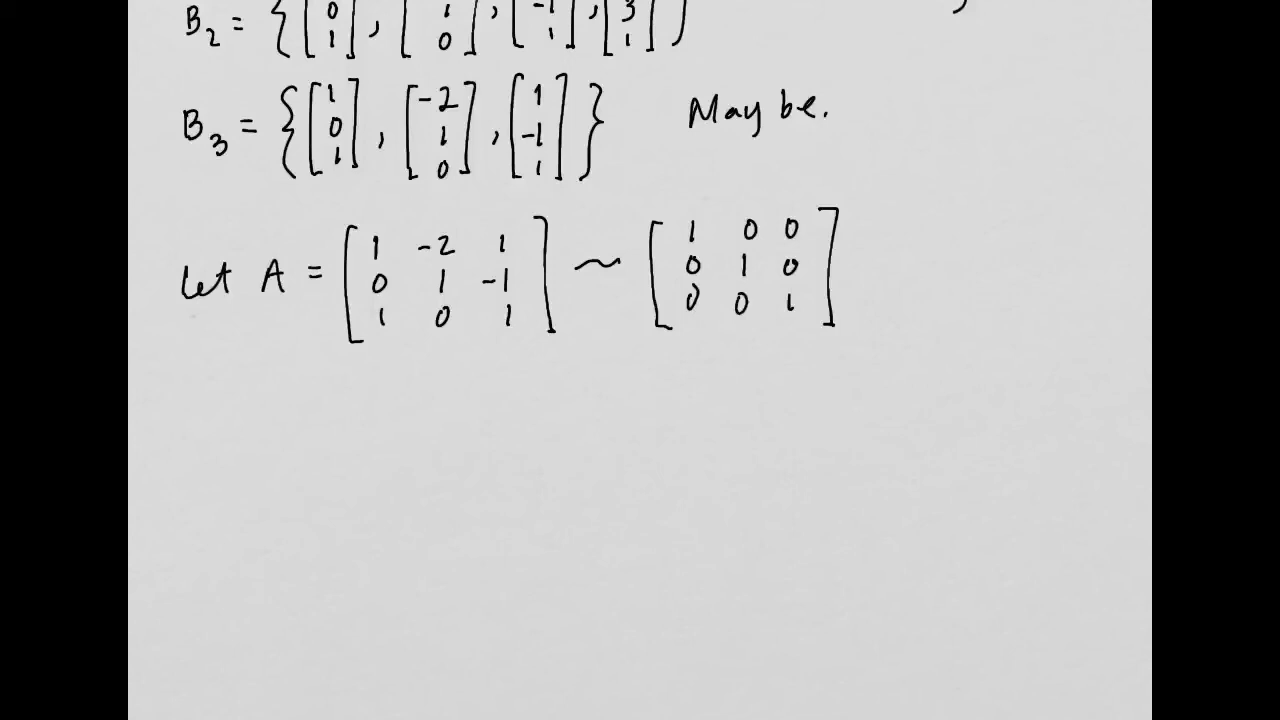 B₂ = { [0 1], [1 0], [-1 1], [3 1] }
B₃ = { [1 0 1], [-2 1 0], [1 -1 1] } Maybe.
Let A = [1 -2 1; 0 1 -1; 1 0 1] ~ [1 0 0; 0 1 0; 0 0 1]